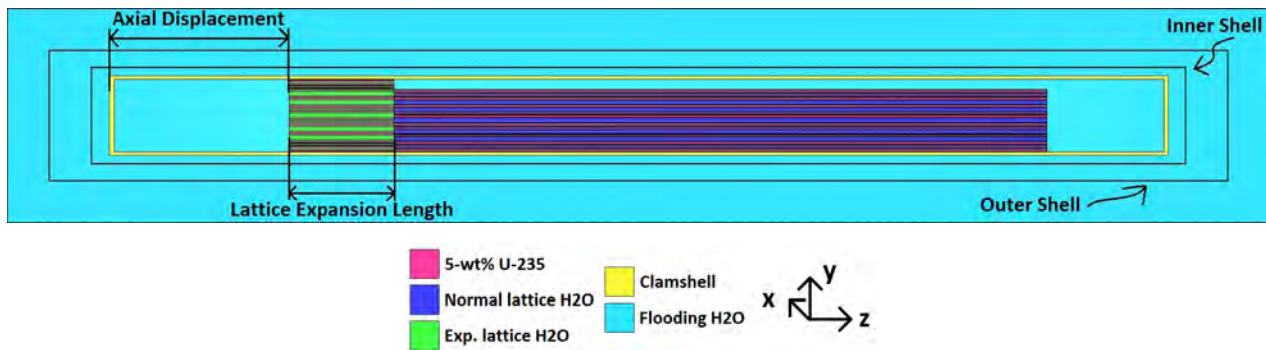 Axial Displacement
Inner Shell
Lattice Expansion Length
Outer Shell
5-wt% U-235
Normal lattice H2O
Exp. lattice H2O
Clamshell
Flooding H2O
x
y
z